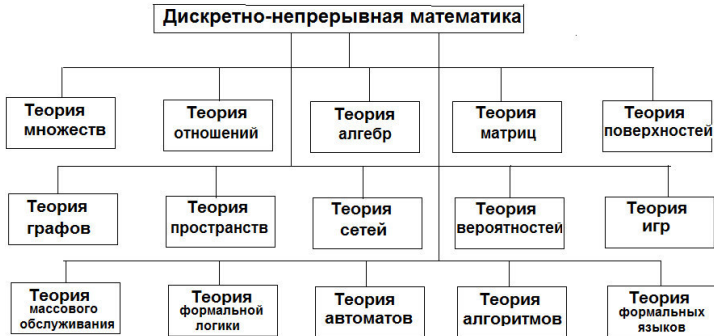 Дискретно-непрерывная математика
Теория
множеств
Теория
отношений
Теория
алгебр
Теория
матриц
Теория
поверхностей
Теория
графов
Теория
пространств
Теория
сетей
Теория
вероятностей
Теория
игр
Теория
массового
обслуживания
Теория
формальной
логики
Теория
автоматов
Теория
алгоритмов
Теория
формальных
языков